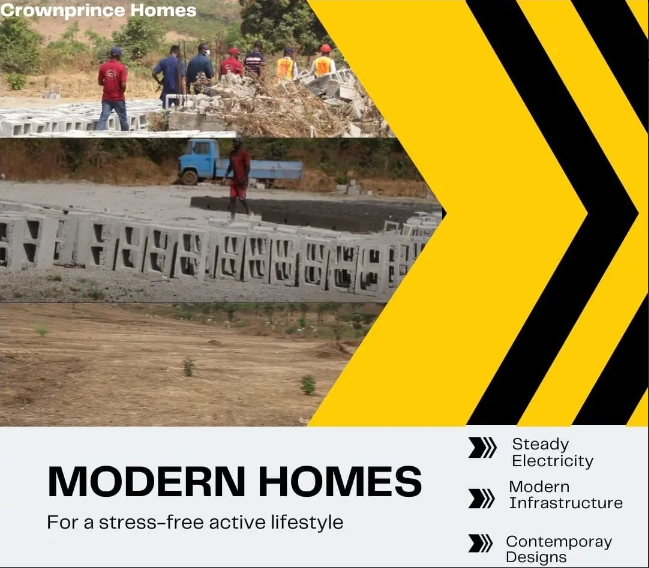 Crownprince Homes
MODERN HOMES
For a stress-free active lifestyle
Steady
Electricity
Modern
Infrastructure
Contemporay
Designs